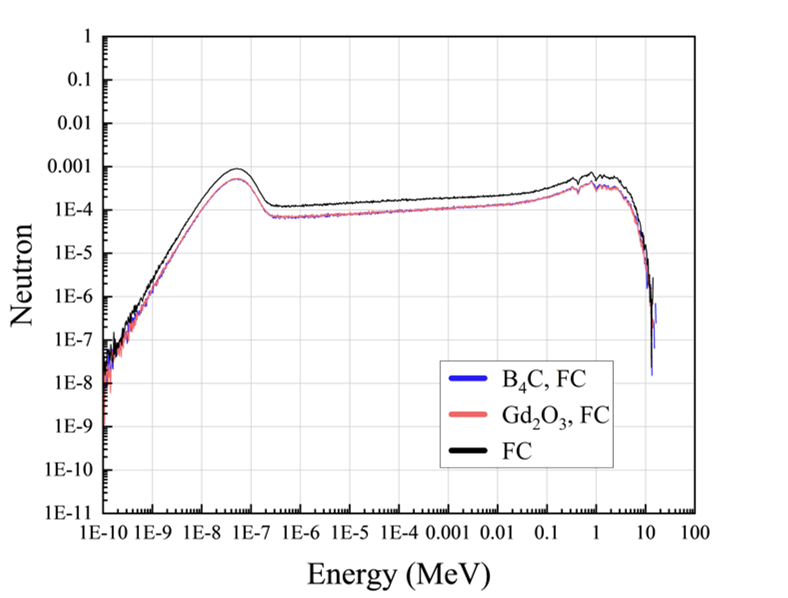 1
0.1
0.01
0.001
1E-4
1E-5
1E-6
1E-7
1E-8
1E-9
1E-10
1E-11
Neutron
B₄C, FC
Gd₂O₃, FC
FC
1E-10 1E-9 1E-8 1E-7 1E-6 1E-5 1E-4 0.001 0.01 0.1 1 10 100
Energy (MeV)